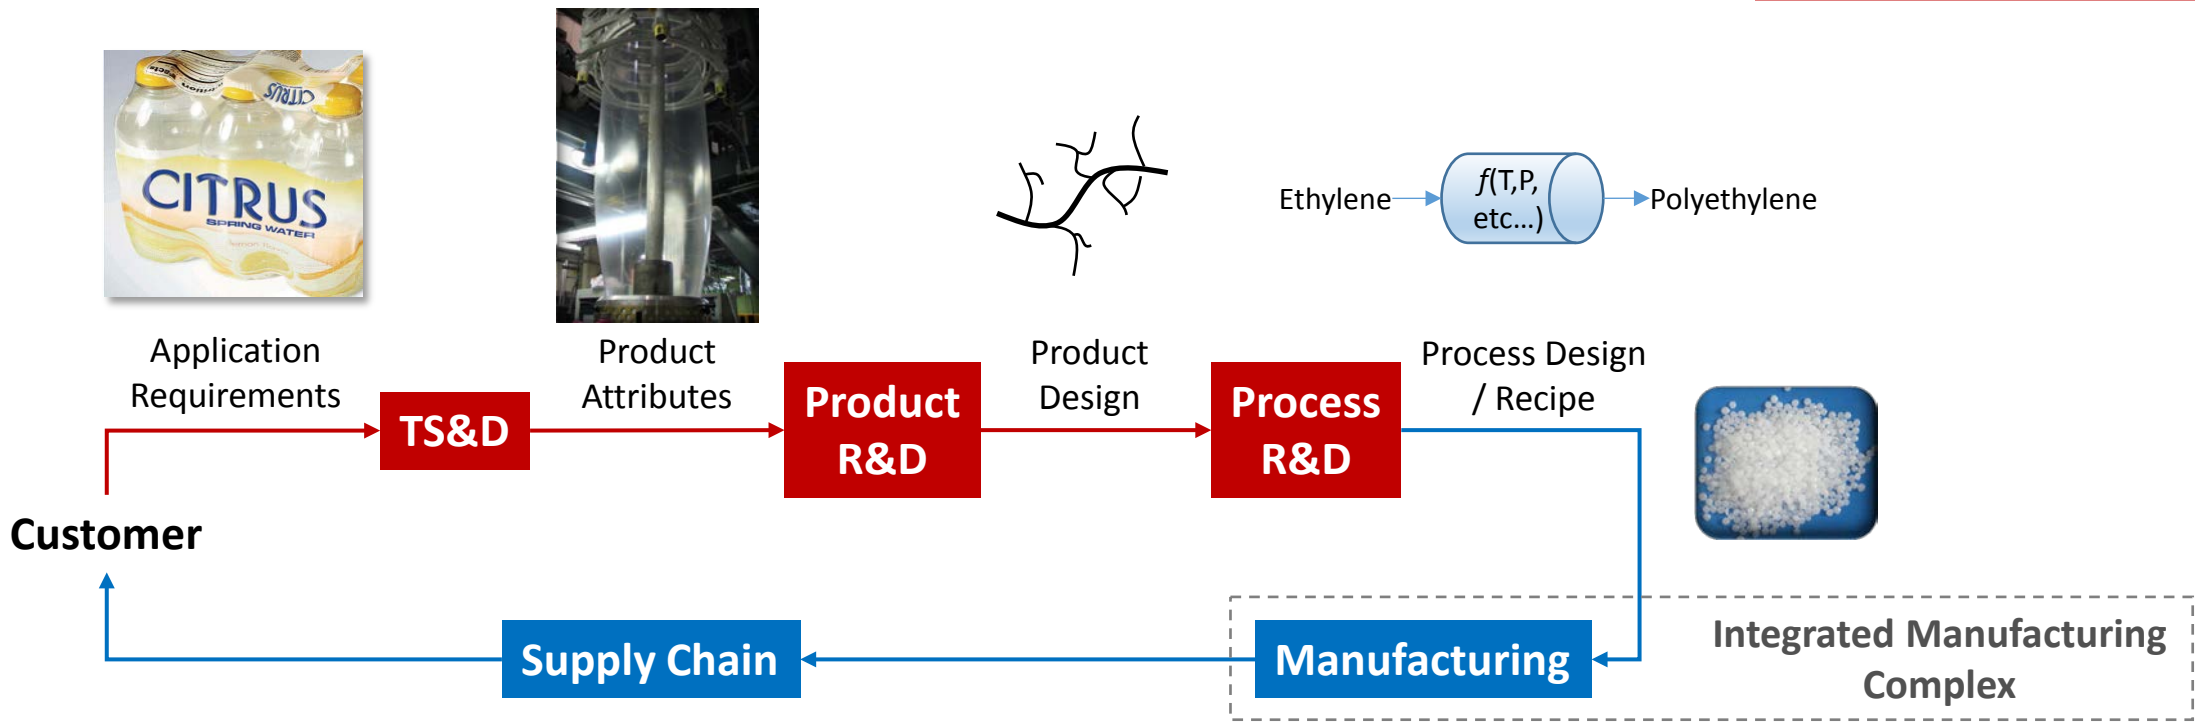 CITRUS
CITRUS
SPRING WATER
Ethylene
f(T,P,
etc...)
Polyethylene
Application
Requirements
Product
Attributes
Product
Design
Process Design
/ Recipe
TS&D
Product
R&D
Process
R&D
Customer
Supply Chain
Manufacturing
Integrated Manufacturing
Complex